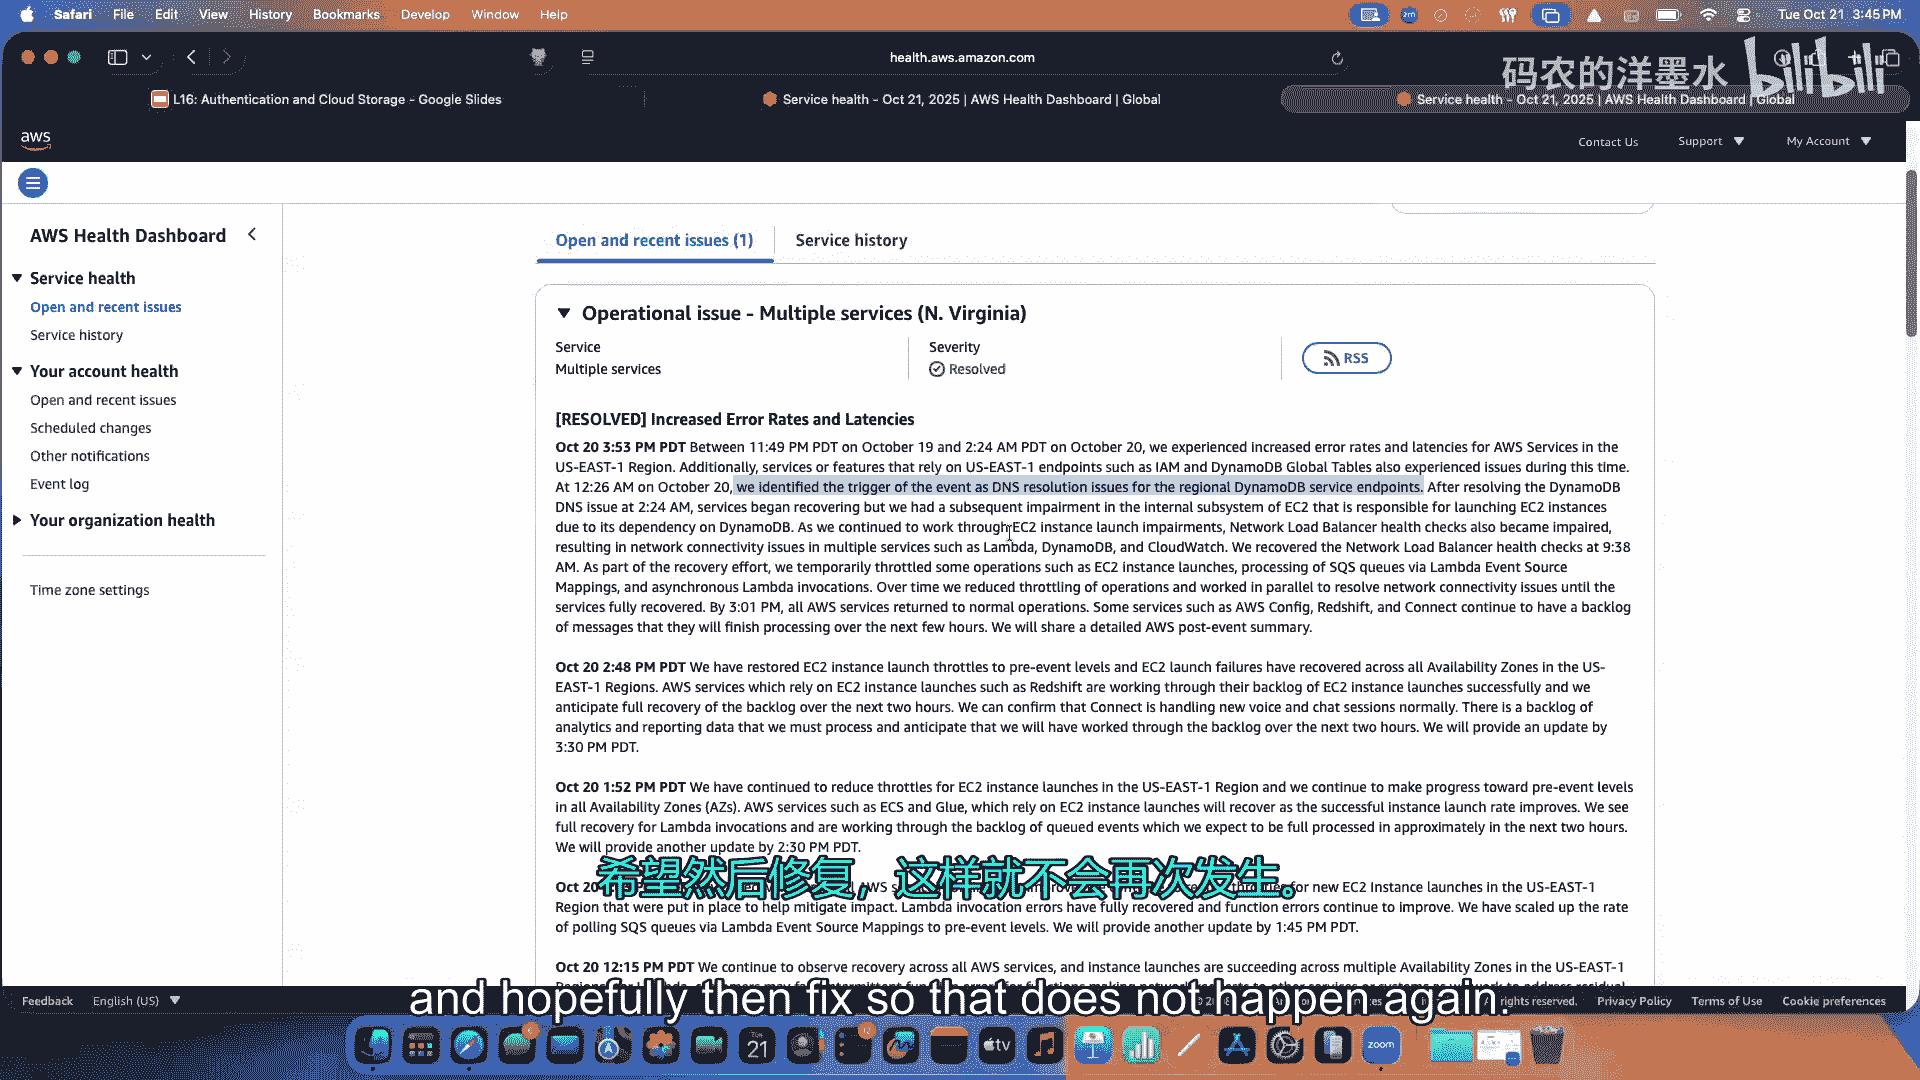 Safari File Edit View History Bookmarks Develop Window Help
Tue Oct 21 3:45 PM
health.aws.amazon.com
码农的洋墨水 bilibili
L16: Authentication and Cloud Storage - Google Slides
Service health - Oct 21, 2025 | AWS Health Dashboard | Global
Service health - Oct 21, 2025 | AWS Health Dashboard | Global
aws
Contact Us Support My Account
AWS Health Dashboard
Service health
Open and recent issues
Service history
Your account health
Open and recent issues
Scheduled changes
Other notifications
Event log
Your organization health
Time zone settings
Open and recent issues (1) Service history
Operational issue - Multiple services (N. Virginia)
Service Severity
Multiple services Resolved
RSS
[RESOLVED] Increased Error Rates and Latencies
Oct 20 3:53 PM PDT Between 11:49 PM PDT on October 19 and 2:24 AM PDT on October 20, we experienced increased error rates and latencies for AWS Services in the
US-EAST-1 Region. Additionally, services or features that rely on US-EAST-1 endpoints such as IAM and DynamoDB Global Tables also experienced issues during this time.
At 12:26 AM on October 20, we identified the trigger of the event as DNS resolution issues for the regional DynamoDB service endpoints. After resolving the DynamoDB
DNS issue at 2:24 AM, services began recovering but we had a subsequent impairment in the internal subsystem of EC2 that is responsible for launching EC2 instances
due to its dependency on DynamoDB. As we continued to work through EC2 instance launch impairments, Network Load Balancer health checks also became impaired,
resulting in network connectivity issues in multiple services such as Lambda, DynamoDB, and CloudWatch. We recovered the Network Load Balancer health checks at 9:38
AM. As part of the recovery effort, we temporarily throttled some operations such as EC2 instance launches, processing of SQS queues via Lambda Event Source
Mappings, and asynchronous Lambda invocations. Over time we reduced throttling of operations and worked in parallel to resolve network connectivity issues until the
services fully recovered. By 3:01 PM, all AWS services returned to normal operations. Some services such as AWS Config, Redshift, and Connect continue to have a backlog
of messages that they will finish processing over the next few hours. We will share a detailed AWS post-event summary.
Oct 20 2:48 PM PDT We have restored EC2 instance launch throttles to pre-event levels and EC2 launch failures have recovered across all Availability Zones in the US-
EAST-1 Regions. AWS services which rely on EC2 instance launches such as Redshift are working through their backlog of EC2 instance launches successfully and we
anticipate full recovery of the backlog over the next two hours. We can confirm that Connect is handling new voice and chat sessions normally. There is a backlog of
analytics and reporting data that we must process and anticipate that we will have worked through the backlog over the next two hours. We will provide an update by
3:30 PM PDT.
Oct 20 1:52 PM PDT We have continued to reduce throttles for EC2 instance launches in the US-EAST-1 Region and we continue to make progress toward pre-event levels
in all Availability Zones (AZs). AWS services such as ECS and Glue, which rely on EC2 instance launches will recover as the successful instance launch rate improves. We see
full recovery for Lambda invocations and are working through the backlog of queued events which we expect to be full processed in approximately in the next two hours.
We will provide another update by 2:30 PM PDT.
希望然后修复，这样就不会再次发生。
Oct 20 for new EC2 Instance launches in the US-EAST-1
Region that were put in place to help mitigate impact. Lambda invocation errors have fully recovered and function errors continue to improve. We have scaled up the rate
of polling SQS queues via Lambda Event Source Mappings to pre-event levels. We will provide another update by 1:45 PM PDT.
Oct 20 12:15 PM PDT We continue to observe recovery across all AWS services, and instance launches are succeeding across multiple Availability Zones in the US-EAST-1
and hopefully then fix so that does not happen again.
Feedback English (US)
rights reserved. Privacy Policy Terms of Use Cookie preferences
TUE
21
tv
zoom